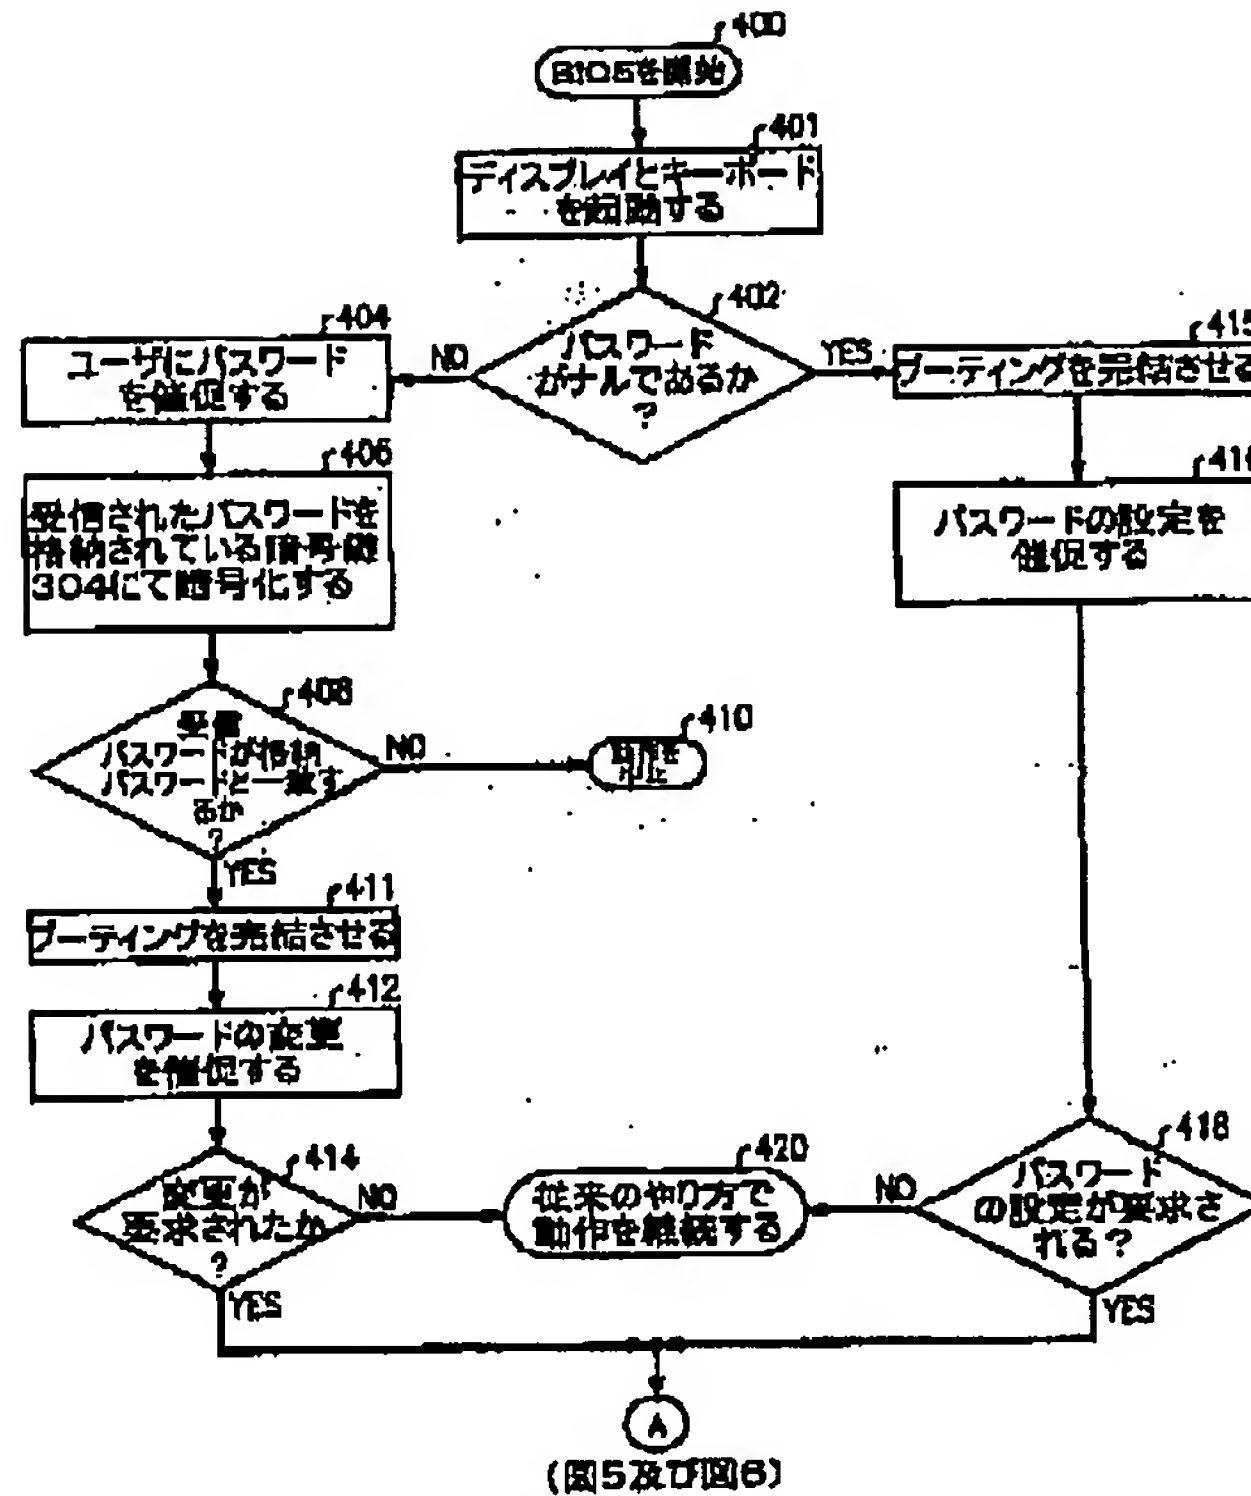 400
BIOSを開始
401
ディスプレイとキーボード
を起動する
402
パスワード
がナルであるか
?
NO
YES
404
ユーザにパスワード
を催促する
406
受信されたパスワードを
格納されている暗号鍵
304にて暗号化する
408
受信
パスワードが格納
パスワードと一致す
るか
?
NO
410
動作を
停止
YES
411
ブーティングを完結させる
412
パスワードの変更
を催促する
414
変更が
要求されたか
?
NO
YES
415
ブーティングを完結させる
416
パスワードの設定を
催促する
418
パスワード
の設定が要求さ
れる?
NO
YES
420
従来のやり方で
動作を継続する
A
(図5及び図6)